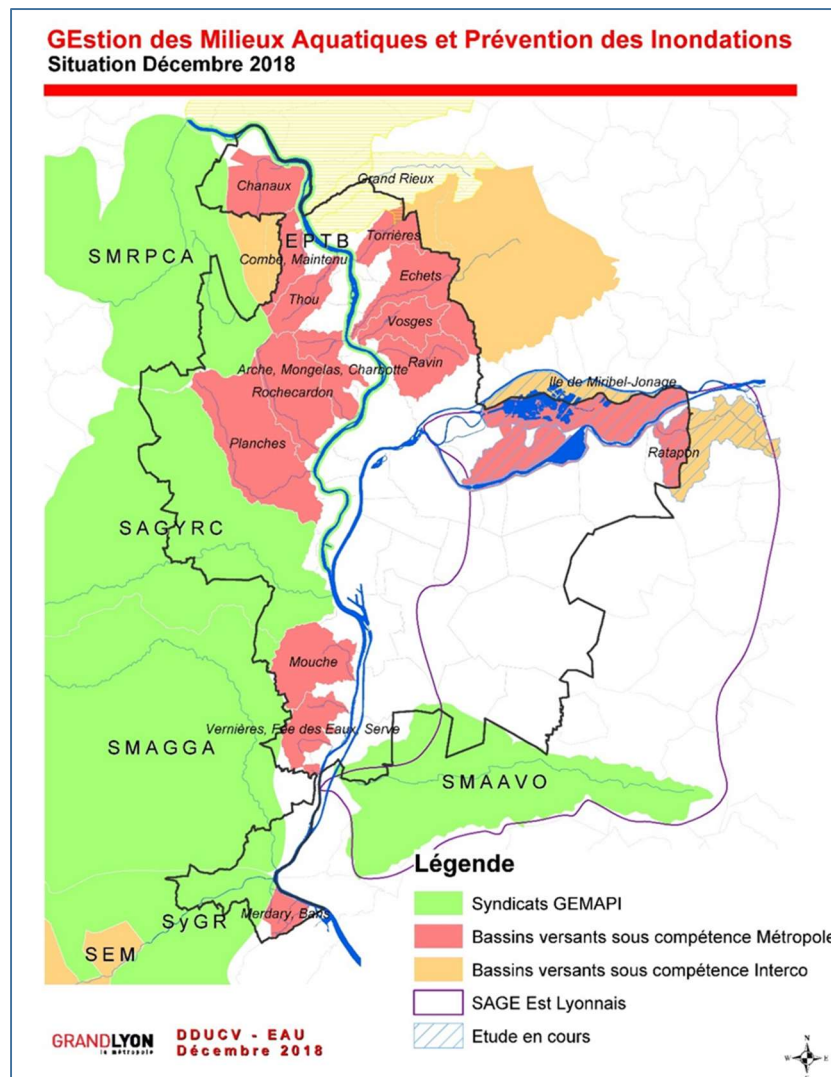 GEstion des Milieux Aquatiques et Prévention des Inondations
Situation Décembre 2018
Chanaux
Grand Rieux
SMRPCA
EPTB
Torrières
Combe, Maintenu
Echets
Thou
Vosges
Arche, Mongelas, Charbotte
Ravin
Ile de Miribel-Jonage
Rochecardon
Planches
Ratapon
SAGYRC
Mouche
Vernières, Fée des Eaux, Serve
SMAGGA
SMAAVO
Légende
Syndicats GEMAPI
Merdary, Bans
SyGR
Bassins versants sous compétence Métropole
SEM
Bassins versants sous compétence Interco
SAGE Est Lyonnais
Etude en cours
GRANDLYON
la métropole
DDUCV - EAU
Décembre 2018
N
W E